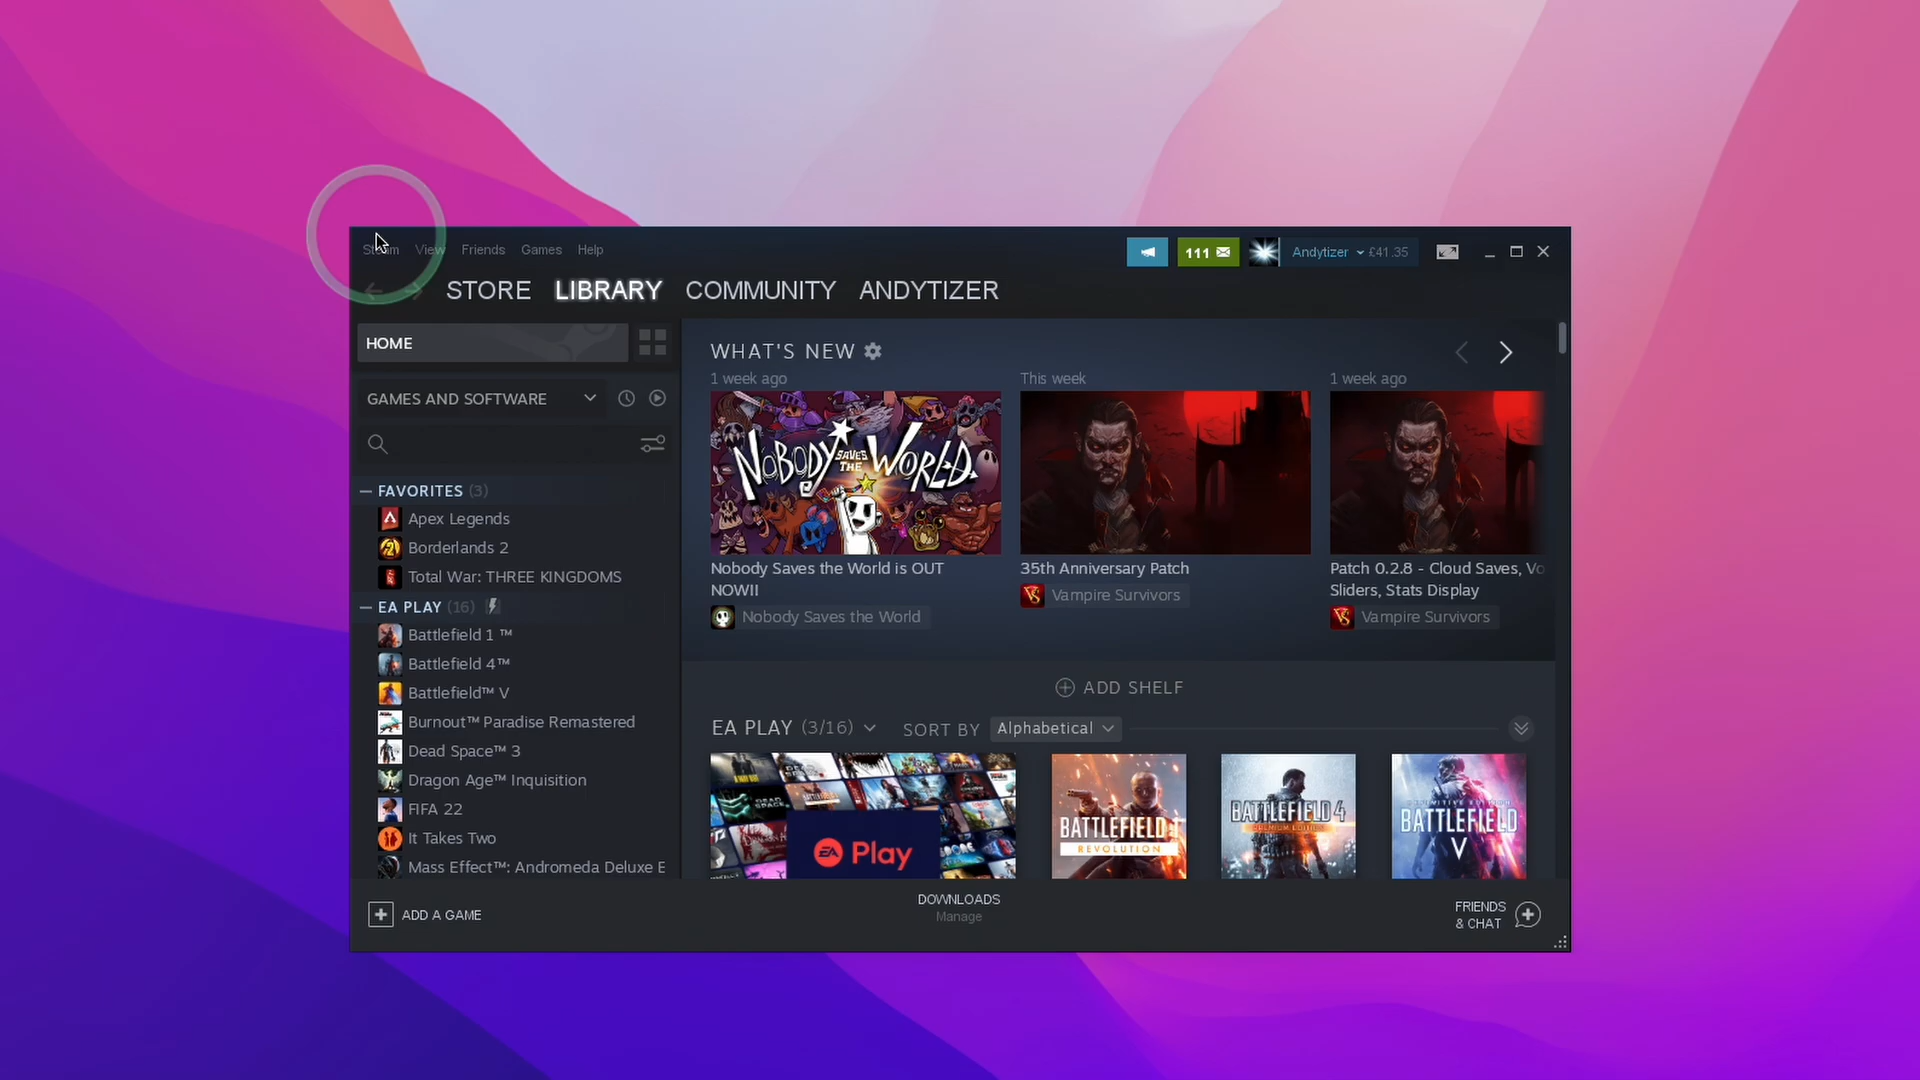 Steam View Friends Games Help
111
Andytizer £41.35
STORE LIBRARY COMMUNITY ANDYTIZER
HOME
GAMES AND SOFTWARE
FAVORITES (3)
Apex Legends
Borderlands 2
Total War: THREE KINGDOMS
EA PLAY (16)
Battlefield 1 ™
Battlefield 4™
Battlefield™ V
Burnout™ Paradise Remastered
Dead Space™ 3
Dragon Age™ Inquisition
FIFA 22
It Takes Two
Mass Effect™: Andromeda Deluxe E
WHAT'S NEW
1 week ago
NOBODY SAVES THE WORLD
Nobody Saves the World is OUT
NOW!!
Nobody Saves the World
This week
35th Anniversary Patch
Vampire Survivors
1 week ago
Patch 0.2.8 - Cloud Saves, Vo
Sliders, Stats Display
Vampire Survivors
ADD SHELF
EA PLAY (3/16) SORT BY Alphabetical
EA Play
BATTLEFIELD 1
REVOLUTION
BATTLEFIELD 4
PREMIUM EDITION
DEFINITIVE EDITION
BATTLEFIELD
V
ADD A GAME
DOWNLOADS
Manage
FRIENDS
& CHAT